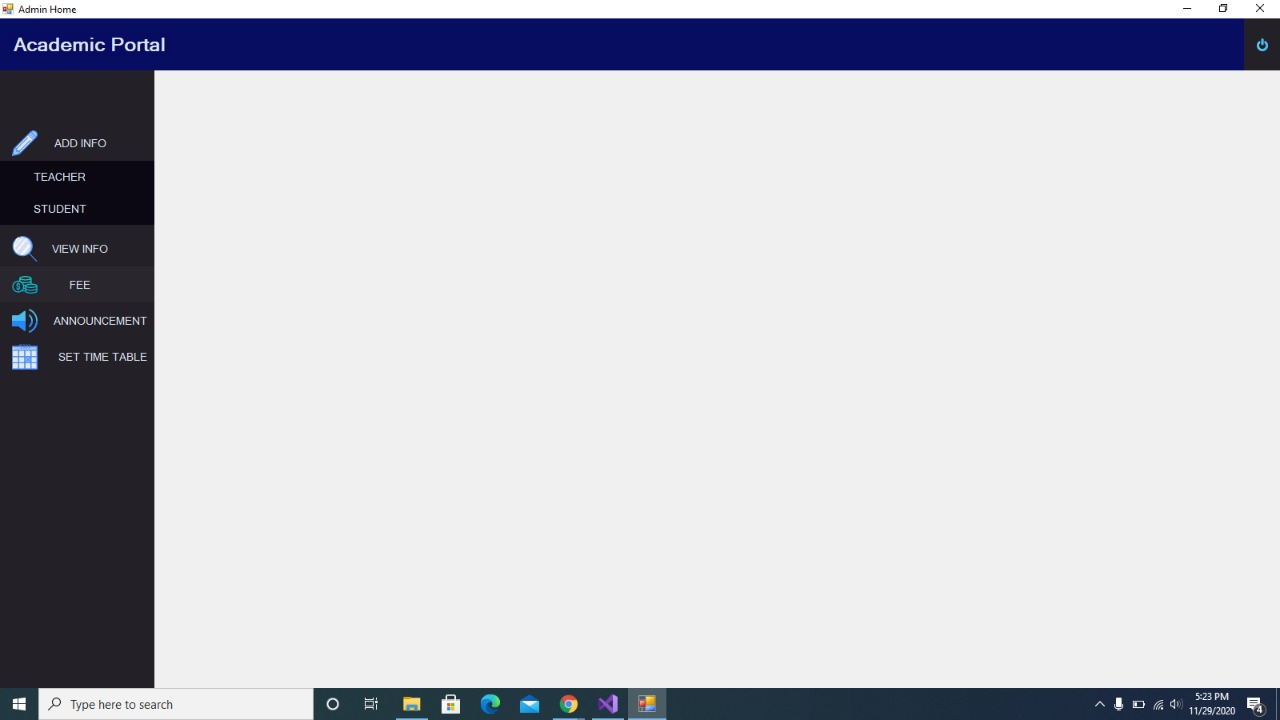 Admin Home
Academic Portal
ADD INFO
TEACHER
STUDENT
VIEW INFO
FEE
ANNOUNCEMENT
SET TIME TABLE
Type here to search
5:23 PM
11/29/2020
4